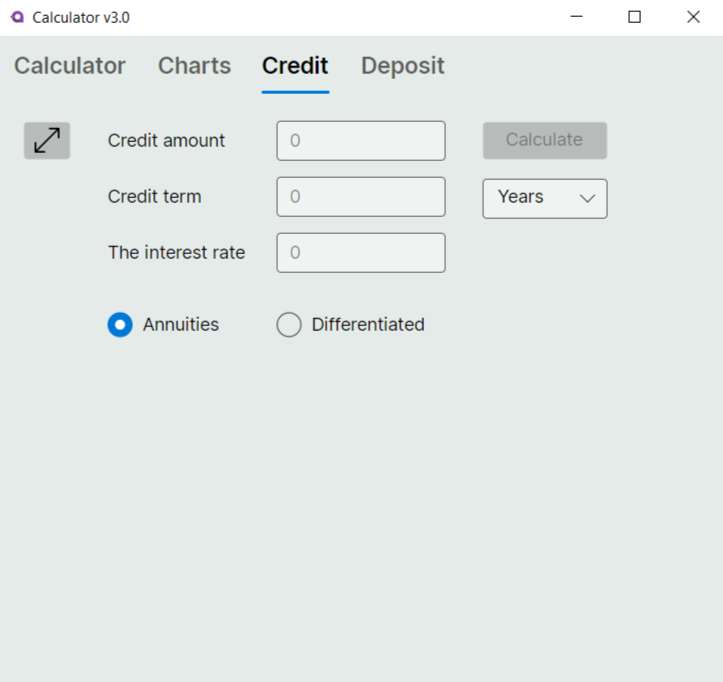 Calculator v3.0
Calculator Charts Credit Deposit
Credit amount 0 Calculate
Credit term 0 Years
The interest rate 0
Annuities Differentiated